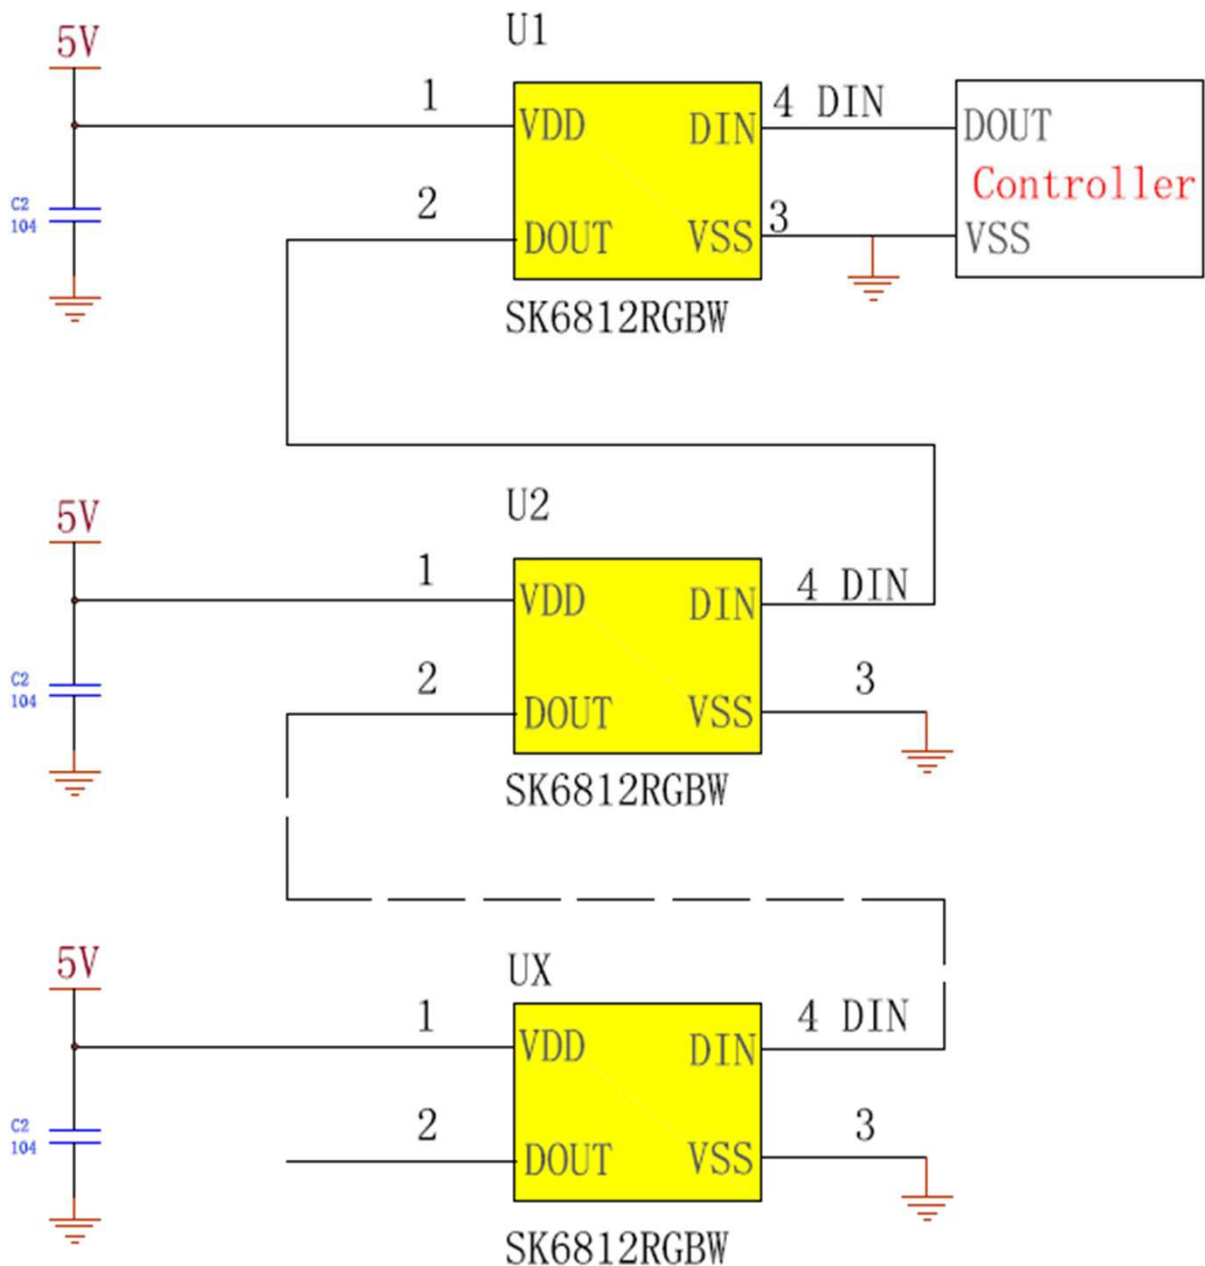 U1
5V
1
VDD
DIN
4 DIN
DOUT
Controller
C2
104
2
DOUT
VSS
3
VSS
SK6812RGBW
U2
5V
1
VDD
DIN
4 DIN
C2
104
2
DOUT
VSS
3
SK6812RGBW
UX
5V
1
VDD
DIN
4 DIN
C2
104
2
DOUT
VSS
3
SK6812RGBW